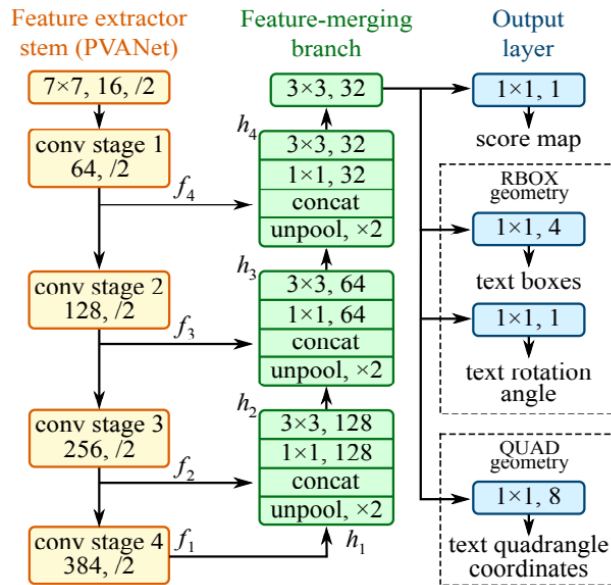 Feature extractor
stem (PVANet)
7×7, 16, /2
conv stage 1
64, /2
f4
conv stage 2
128, /2
f3
conv stage 3
256, /2
f2
conv stage 4
384, /2
f1
Feature-merging
branch
3×3, 32
h4
3×3, 32
1×1, 32
concat
unpool, ×2
h3
3×3, 64
1×1, 64
concat
unpool, ×2
h2
3×3, 128
1×1, 128
concat
unpool, ×2
h1
Output
layer
1×1, 1
score map
RBOX
geometry
1×1, 4
text boxes
1×1, 1
text rotation
angle
QUAD
geometry
1×1, 8
text quadrangle
coordinates